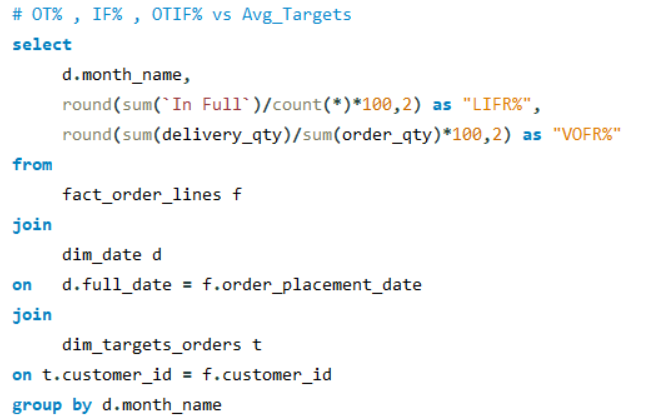 # OT% , IF% , OTIF% vs Avg_Targets
select
d.month_name,
round(sum(`In Full`)/count(*)*100,2) as "LIFR%",
round(sum(delivery_qty)/sum(order_qty)*100,2) as "VOFR%"
from
fact_order_lines f
join
dim_date d
on d.full_date = f.order_placement_date
join
dim_targets_orders t
on t.customer_id = f.customer_id
group by d.month_name